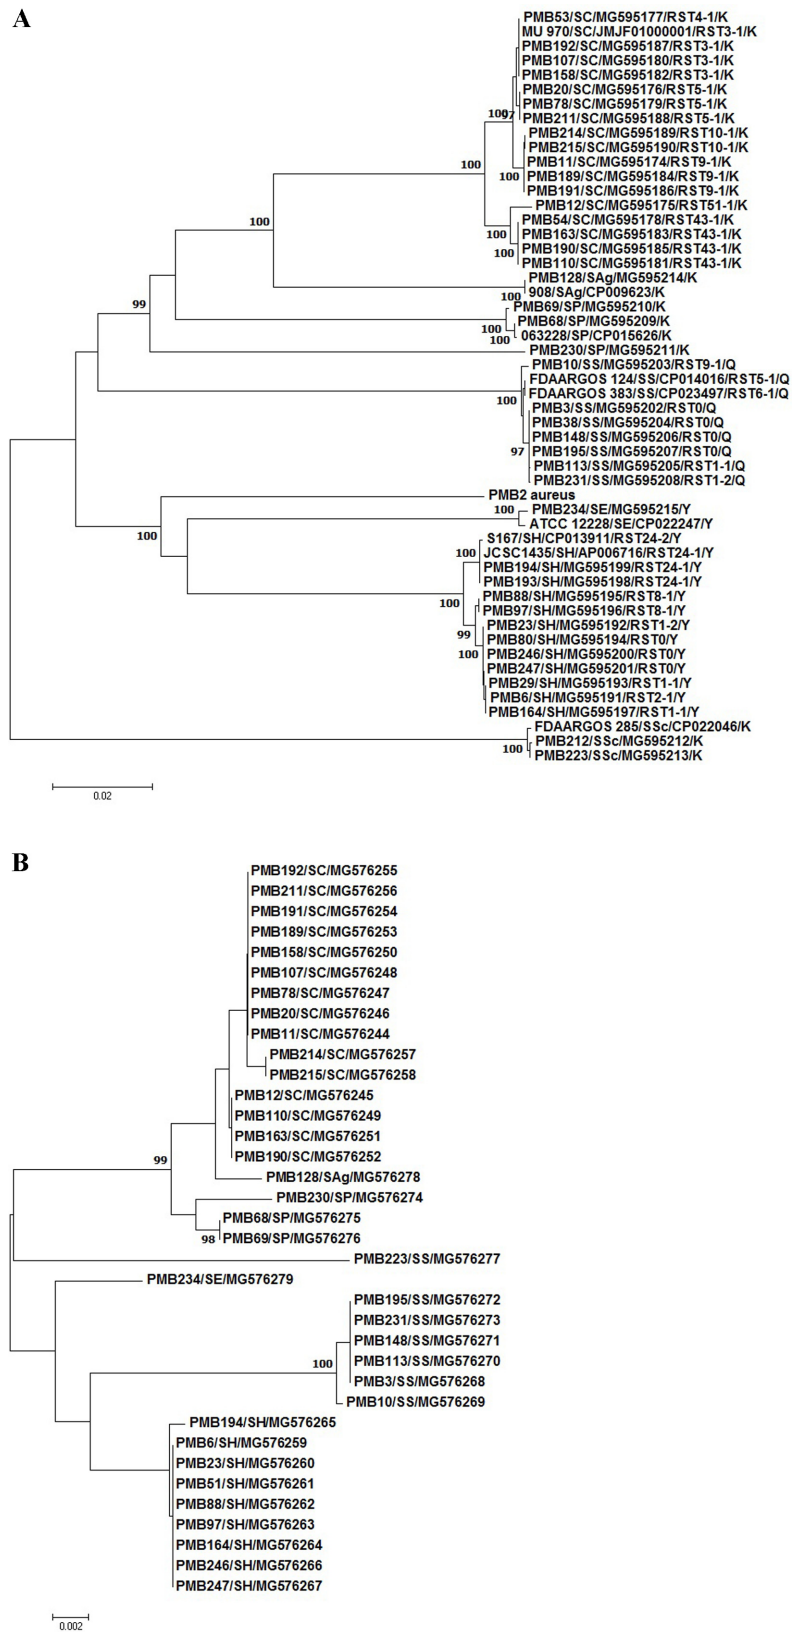 A
PMB53/SC/MG595177/RST4-1/K
MU 970/SC/JMJF01000001/RST3-1/K
PMB192/SC/MG595187/RST3-1/K
PMB107/SC/MG595180/RST3-1/K
PMB158/SC/MG595182/RST3-1/K
PMB20/SC/MG595176/RST5-1/K
PMB78/SC/MG595179/RST5-1/K
100
97
PMB211/SC/MG595188/RST5-1/K
PMB214/SC/MG595189/RST10-1/K
PMB215/SC/MG595190/RST10-1/K
100
PMB11/SC/MG595174/RST9-1/K
100
PMB189/SC/MG595184/RST9-1/K
PMB191/SC/MG595186/RST9-1/K
PMB12/SC/MG595175/RST51-1/K
100
PMB54/SC/MG595178/RST43-1/K
100
PMB163/SC/MG595183/RST43-1/K
100
PMB190/SC/MG595185/RST43-1/K
PMB110/SC/MG595181/RST43-1/K
PMB128/SAg/MG595214/K
100
908/SAg/CP009623/K
99
PMB69/SP/MG595210/K
100
PMB68/SP/MG595209/K
100
063228/SP/CP015626/K
PMB230/SP/MG595211/K
PMB10/SS/MG595203/RST9-1/Q
FDAARGOS 124/SS/CP014016/RST5-1/Q
100
FDAARGOS 383/SS/CP023497/RST6-1/Q
PMB3/SS/MG595202/RST0/Q
PMB38/SS/MG595204/RST0/Q
PMB148/SS/MG595206/RST0/Q
97
PMB195/SS/MG595207/RST0/Q
PMB113/SS/MG595205/RST1-1/Q
PMB231/SS/MG595208/RST1-2/Q
PMB2 aureus
100
PMB234/SE/MG595215/Y
ATCC 12228/SE/CP022247/Y
100
S167/SH/CP013911/RST24-2/Y
100
JCSC1435/SH/AP006716/RST24-1/Y
PMB194/SH/MG595199/RST24-1/Y
PMB193/SH/MG595198/RST24-1/Y
100
PMB88/SH/MG595195/RST8-1/Y
PMB97/SH/MG595196/RST8-1/Y
PMB23/SH/MG595192/RST1-2/Y
99
PMB80/SH/MG595194/RST0/Y
100
PMB246/SH/MG595200/RST0/Y
PMB247/SH/MG595201/RST0/Y
PMB29/SH/MG595193/RST1-1/Y
PMB6/SH/MG595191/RST2-1/Y
PMB164/SH/MG595197/RST1-1/Y
FDAARGOS 285/SSc/CP022046/K
100
PMB212/SSc/MG595212/K
PMB223/SSc/MG595213/K
0.02
B
PMB192/SC/MG576255
PMB211/SC/MG576256
PMB191/SC/MG576254
PMB189/SC/MG576253
PMB158/SC/MG576250
PMB107/SC/MG576248
PMB78/SC/MG576247
PMB20/SC/MG576246
PMB11/SC/MG576244
PMB214/SC/MG576257
PMB215/SC/MG576258
PMB12/SC/MG576245
PMB110/SC/MG576249
PMB163/SC/MG576251
99
PMB190/SC/MG576252
PMB128/SAg/MG576278
PMB230/SP/MG576274
PMB68/SP/MG576275
98
PMB69/SP/MG576276
PMB223/SS/MG576277
PMB234/SE/MG576279
PMB195/SS/MG576272
PMB231/SS/MG576273
PMB148/SS/MG576271
100
PMB113/SS/MG576270
PMB3/SS/MG576268
PMB10/SS/MG576269
PMB194/SH/MG576265
PMB6/SH/MG576259
PMB23/SH/MG576260
PMB51/SH/MG576261
PMB88/SH/MG576262
PMB97/SH/MG576263
PMB164/SH/MG576264
PMB246/SH/MG576266
PMB247/SH/MG576267
0.002